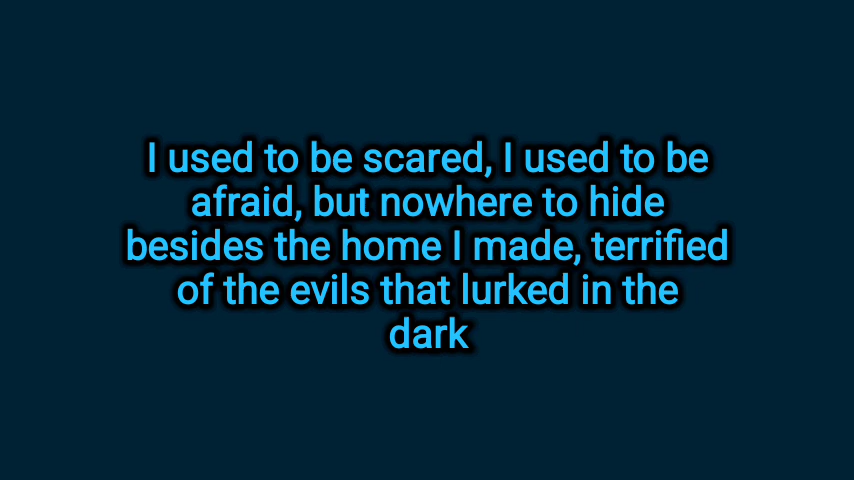 I used to be scared, I used to be
afraid, but nowhere to hide
besides the home I made, terrified
of the evils that lurked in the
dark